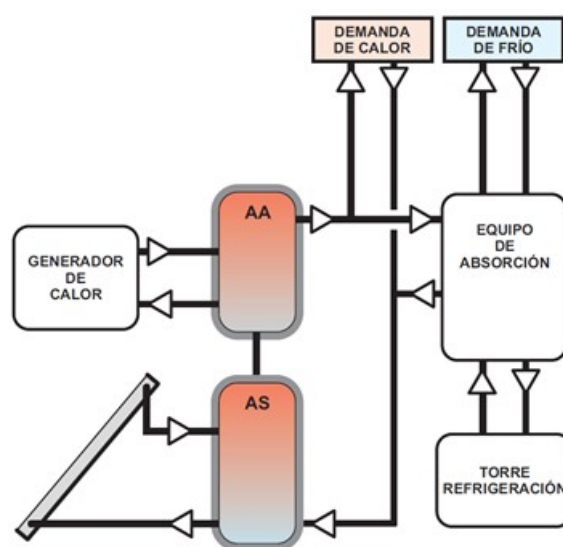 DEMANDA
DE CALOR
DEMANDA
DE FRÍO
AA
GENERADOR
DE
CALOR
EQUIPO
DE
ABSORCIÓN
AS
TORRE
REFRIGERACIÓN